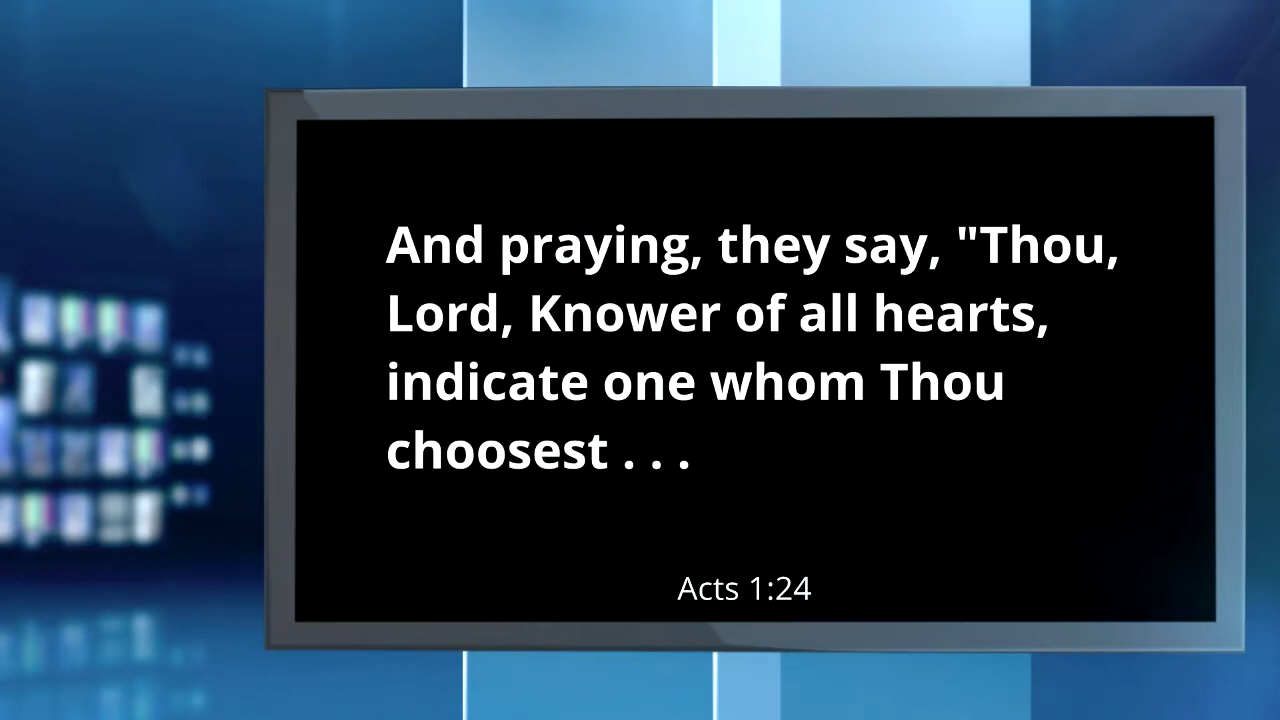 And praying, they say, "Thou,
Lord, Knower of all hearts,
indicate one whom Thou
choosest . . .
Acts 1:24